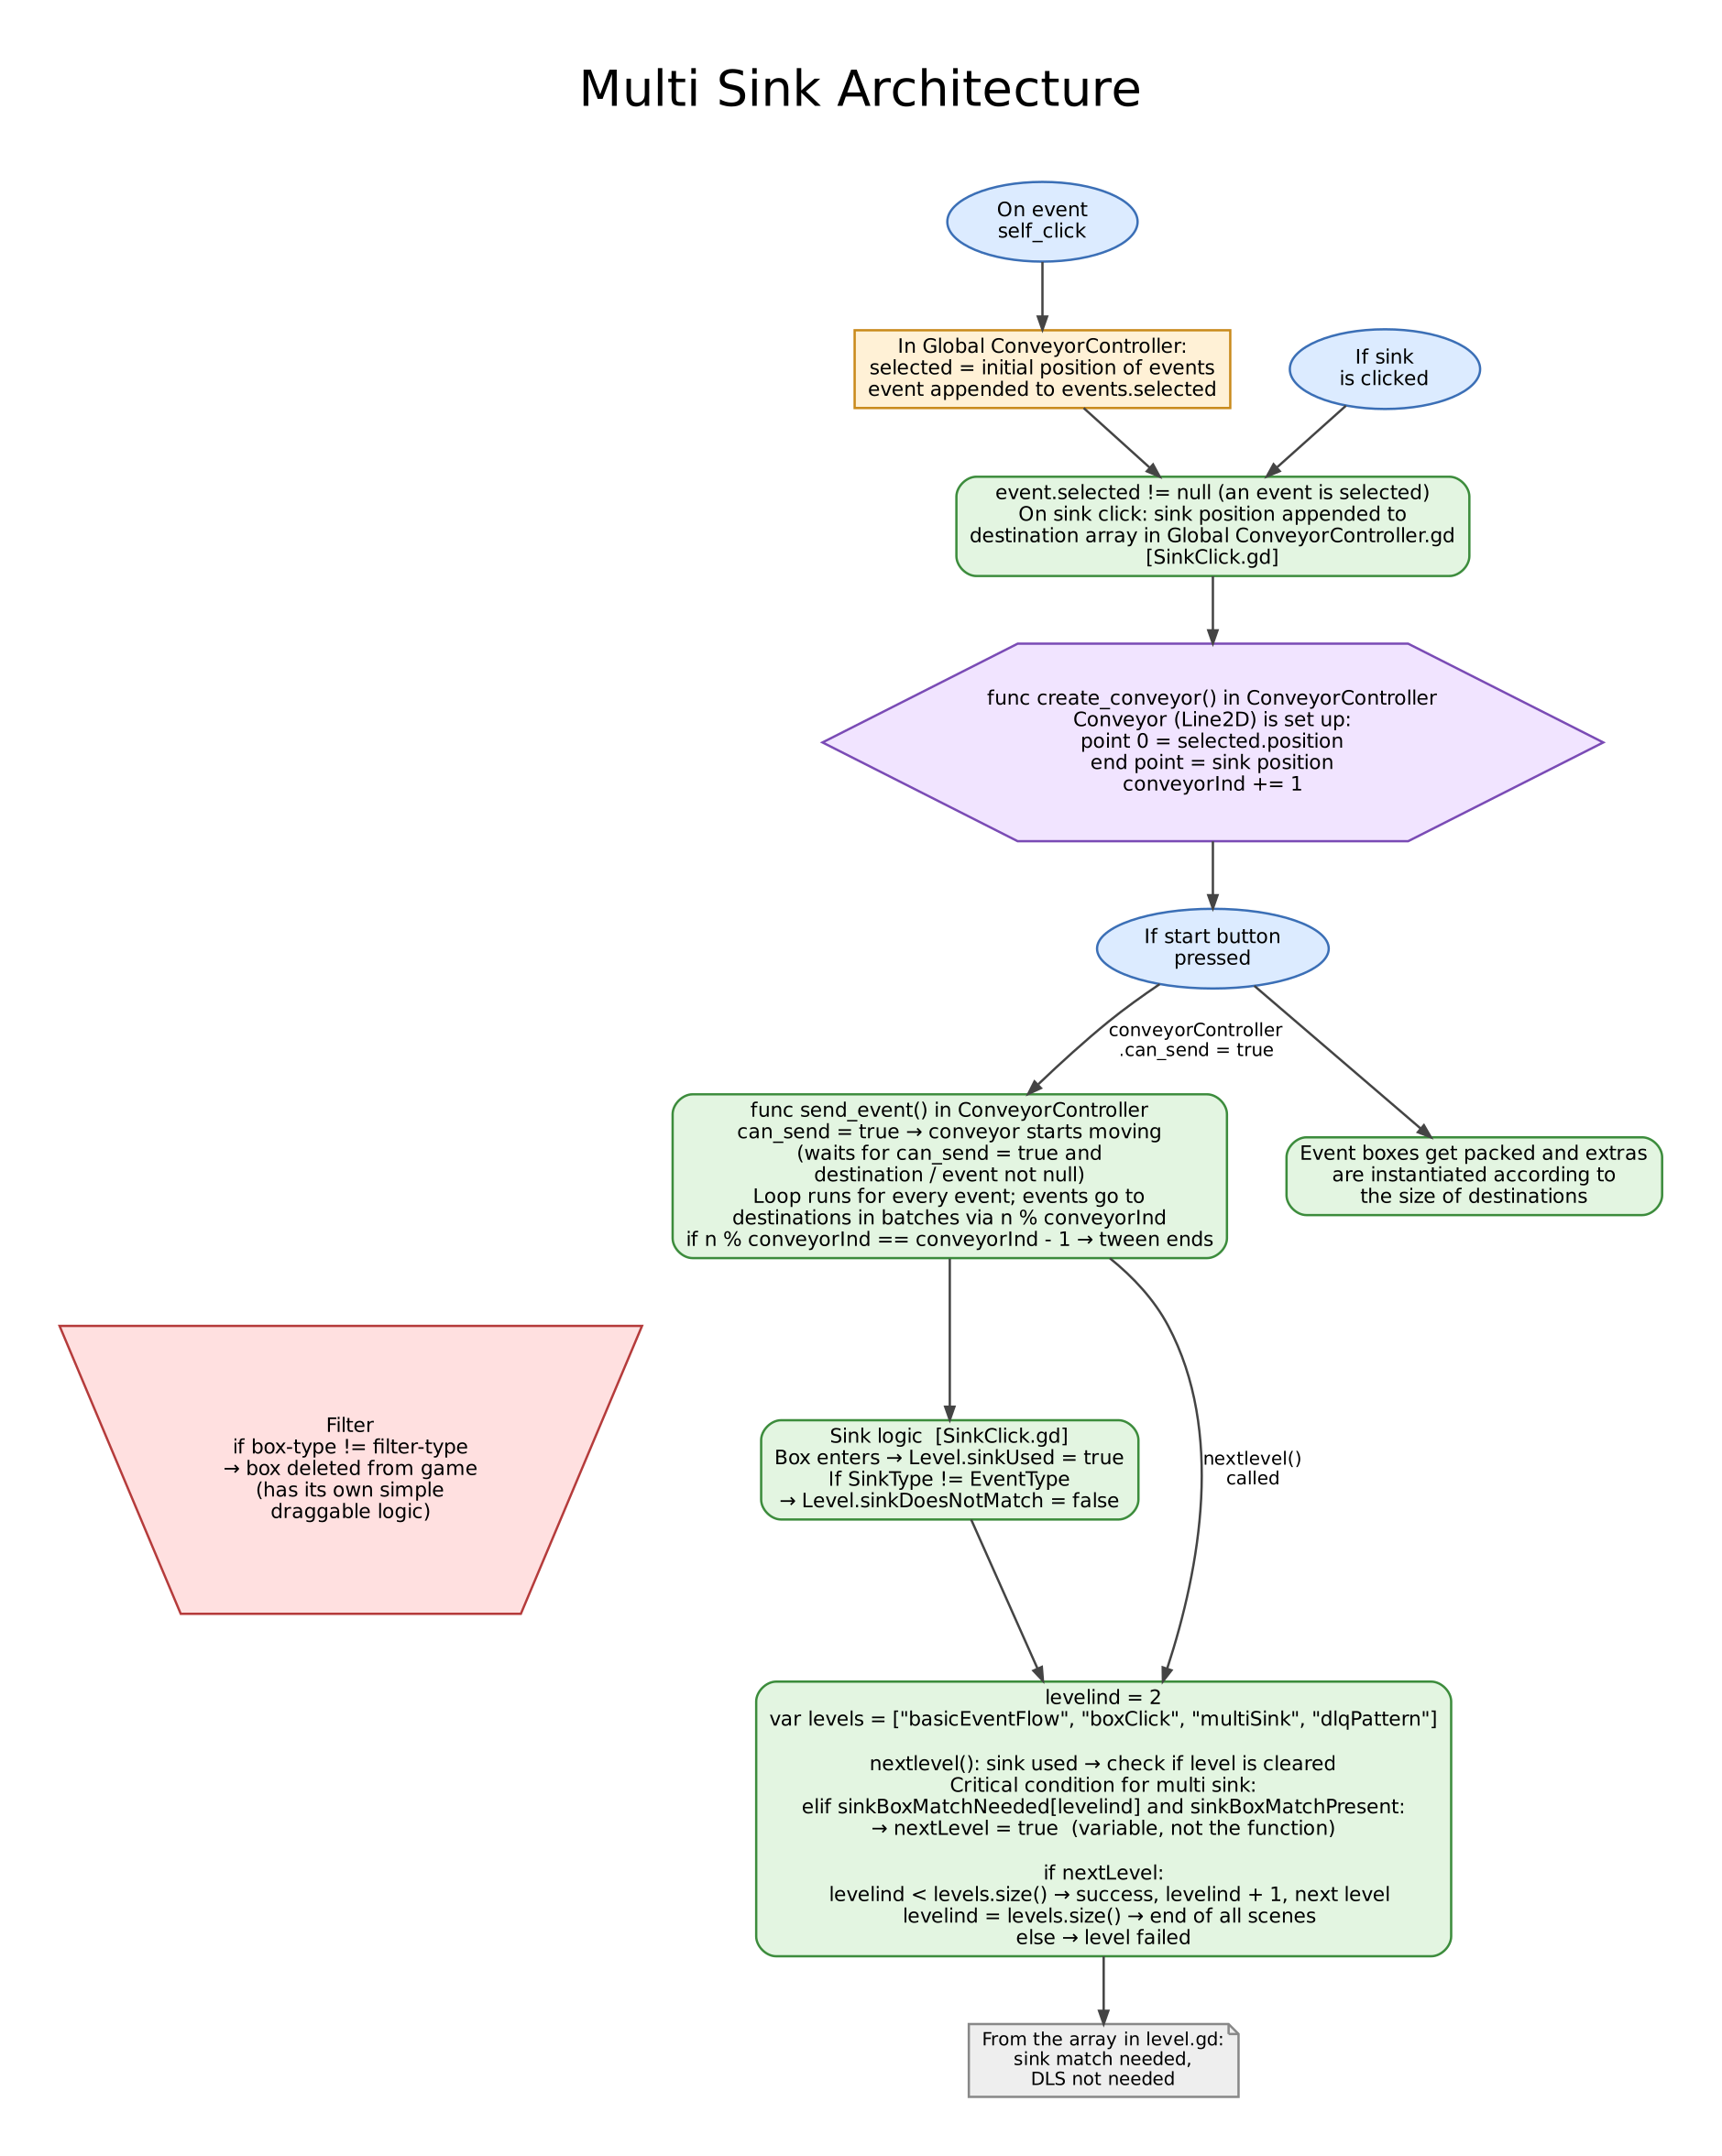 Multi Sink Architecture
On event
self_click
In Global ConveyorController:
selected = initial position of events
event appended to events.selected
If sink
is clicked
event.selected != null (an event is selected)
On sink click: sink position appended to
destination array in Global ConveyorController.gd
[SinkClick.gd]
func create_conveyor() in ConveyorController
Conveyor (Line2D) is set up:
point 0 = selected.position
end point = sink position
conveyorInd += 1
If start button
pressed
conveyorController
.can_send = true
func send_event() in ConveyorController
can_send = true → conveyor starts moving
(waits for can_send = true and
destination / event not null)
Loop runs for every event; events go to
destinations in batches via n % conveyorInd
if n % conveyorInd == conveyorInd - 1 → tween ends
Event boxes get packed and extras
are instantiated according to
the size of destinations
Filter
if box-type != filter-type
→ box deleted from game
(has its own simple
draggable logic)
Sink logic  [SinkClick.gd]
Box enters → Level.sinkUsed = true
If SinkType != EventType
→ Level.sinkDoesNotMatch = false
nextlevel()
called
levelind = 2
var levels = ["basicEventFlow", "boxClick", "multiSink", "dlqPattern"]
nextlevel(): sink used → check if level is cleared
Critical condition for multi sink:
elif sinkBoxMatchNeeded[levelind] and sinkBoxMatchPresent:
→ nextLevel = true  (variable, not the function)
if nextLevel:
levelind < levels.size() → success, levelind + 1, next level
levelind = levels.size() → end of all scenes
else → level failed
From the array in level.gd:
sink match needed,
DLS not needed